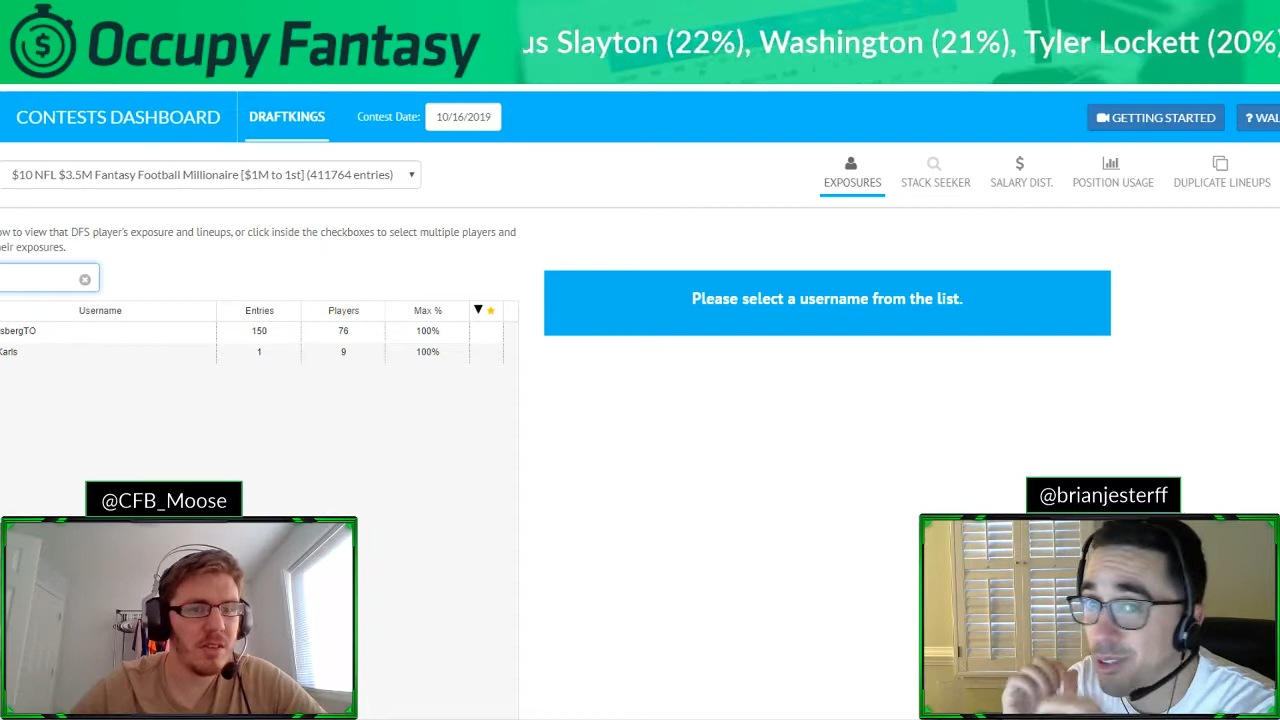 Occupy Fantasy
us Slayton (22%), Washington (21%), Tyler Lockett (20%)
CONTESTS DASHBOARD
DRAFTKINGS
Contest Date:
10/16/2019
GETTING STARTED
? WAL
$10 NFL $3.5M Fantasy Football Millionaire [$1M to 1st] (411764 entries)
EXPOSURES
STACK SEEKER
SALARY DIST.
POSITION USAGE
DUPLICATE LINEUPS
ow to view that DFS player's exposure and lineups, or click inside the checkboxes to select multiple players and
heir exposures.
Please select a username from the list.
Username Entries Players Max %
sbergTO 150 76 100%
Karls 1 9 100%
@CFB_Moose
@brianjesterff